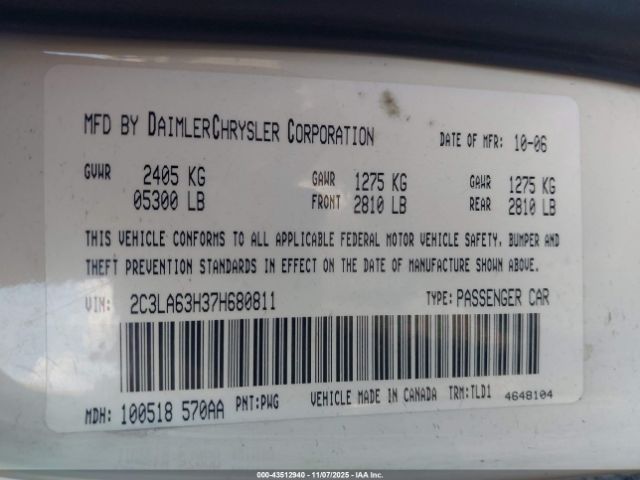 MFD BY DAIMLERCHRYSLER CORPORATION DATE OF MFR: 10-06
GVWR 2405 KG GAWR 1275 KG GAWR 1275 KG
05300 LB FRONT 2810 LB REAR 2810 LB
THIS VEHICLE CONFORMS TO ALL APPLICABLE FEDERAL MOTOR VEHICLE SAFETY, BUMPER AND
THEFT PREVENTION STANDARDS IN EFFECT ON THE DATE OF MANUFACTURE SHOWN ABOVE.
VIN: 2C3LA63H37H680811 TYPE: PASSENGER CAR
MDH: 100518 570AA PNT: PWG VEHICLE MADE IN CANADA TRM: TLD1 4648104
000-43512940 - 11/07/2025 - IAAI.COM